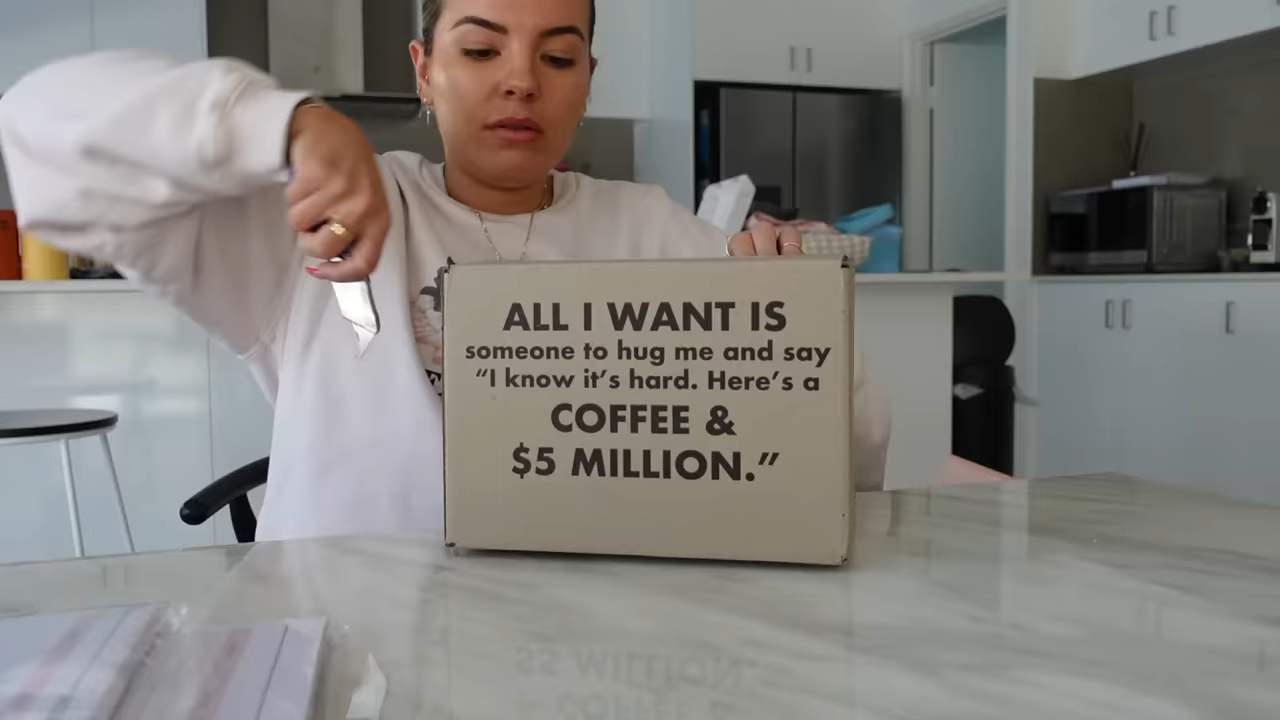 ALL I WANT IS
someone to hug me and say
“I know it’s hard. Here’s a
COFFEE &
$5 MILLION.”